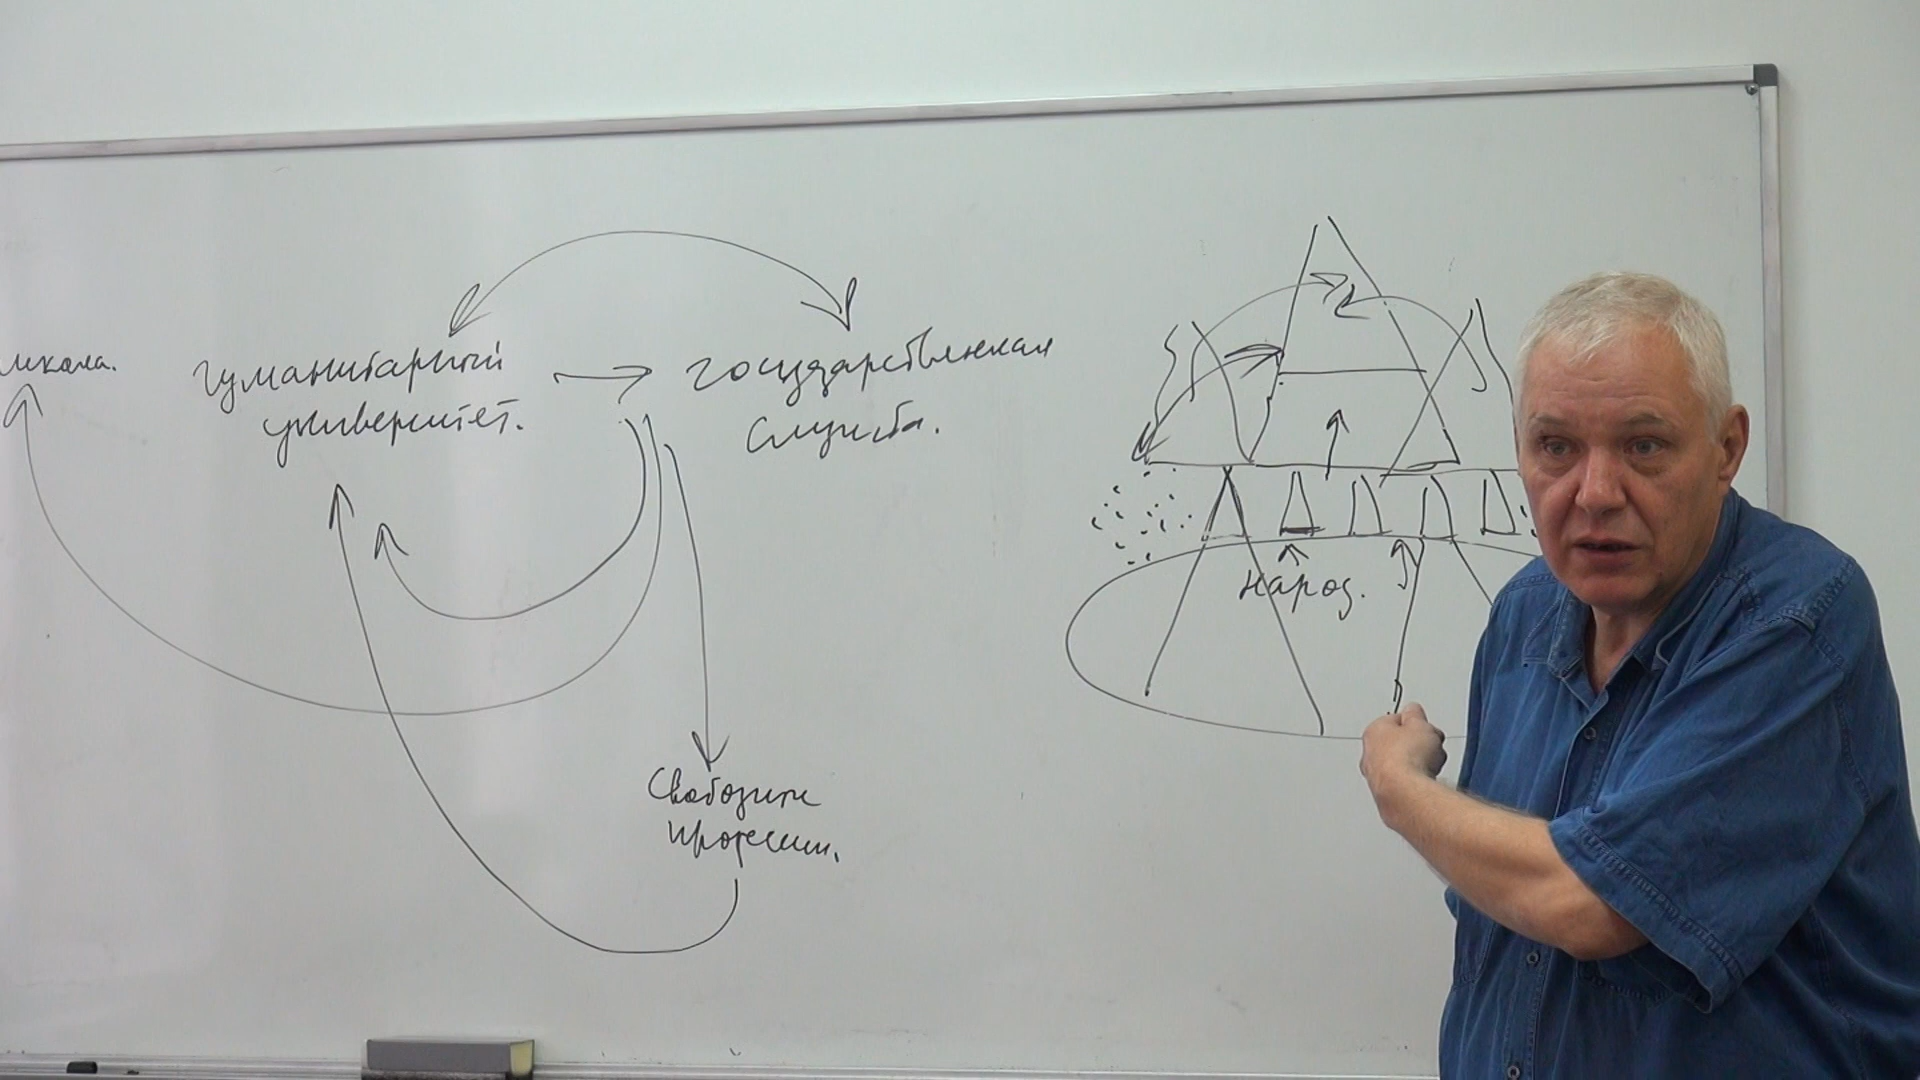 школа.
гуманитарный
университет.
государственная
служба.
Свободные
профессии.
народ.